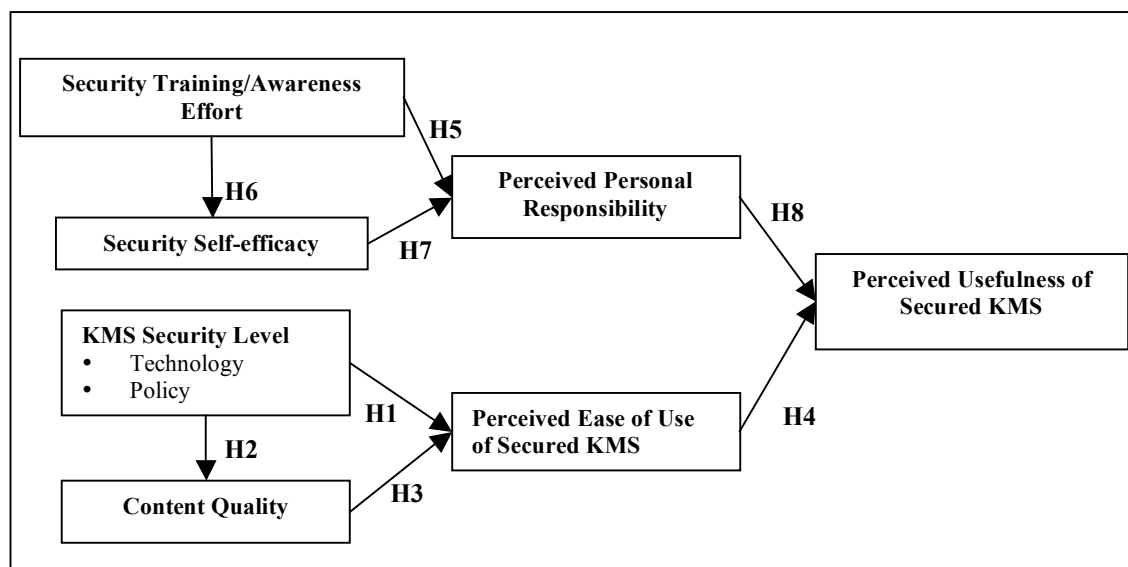 Security Training/Awareness
Effort
H5
Perceived Personal
Responsibility
H6
H8
Security Self-efficacy
H7
Perceived Usefulness of
Secured KMS
KMS Security Level
• Technology
• Policy
H1
Perceived Ease of Use
of Secured KMS
H4
H2
H3
Content Quality